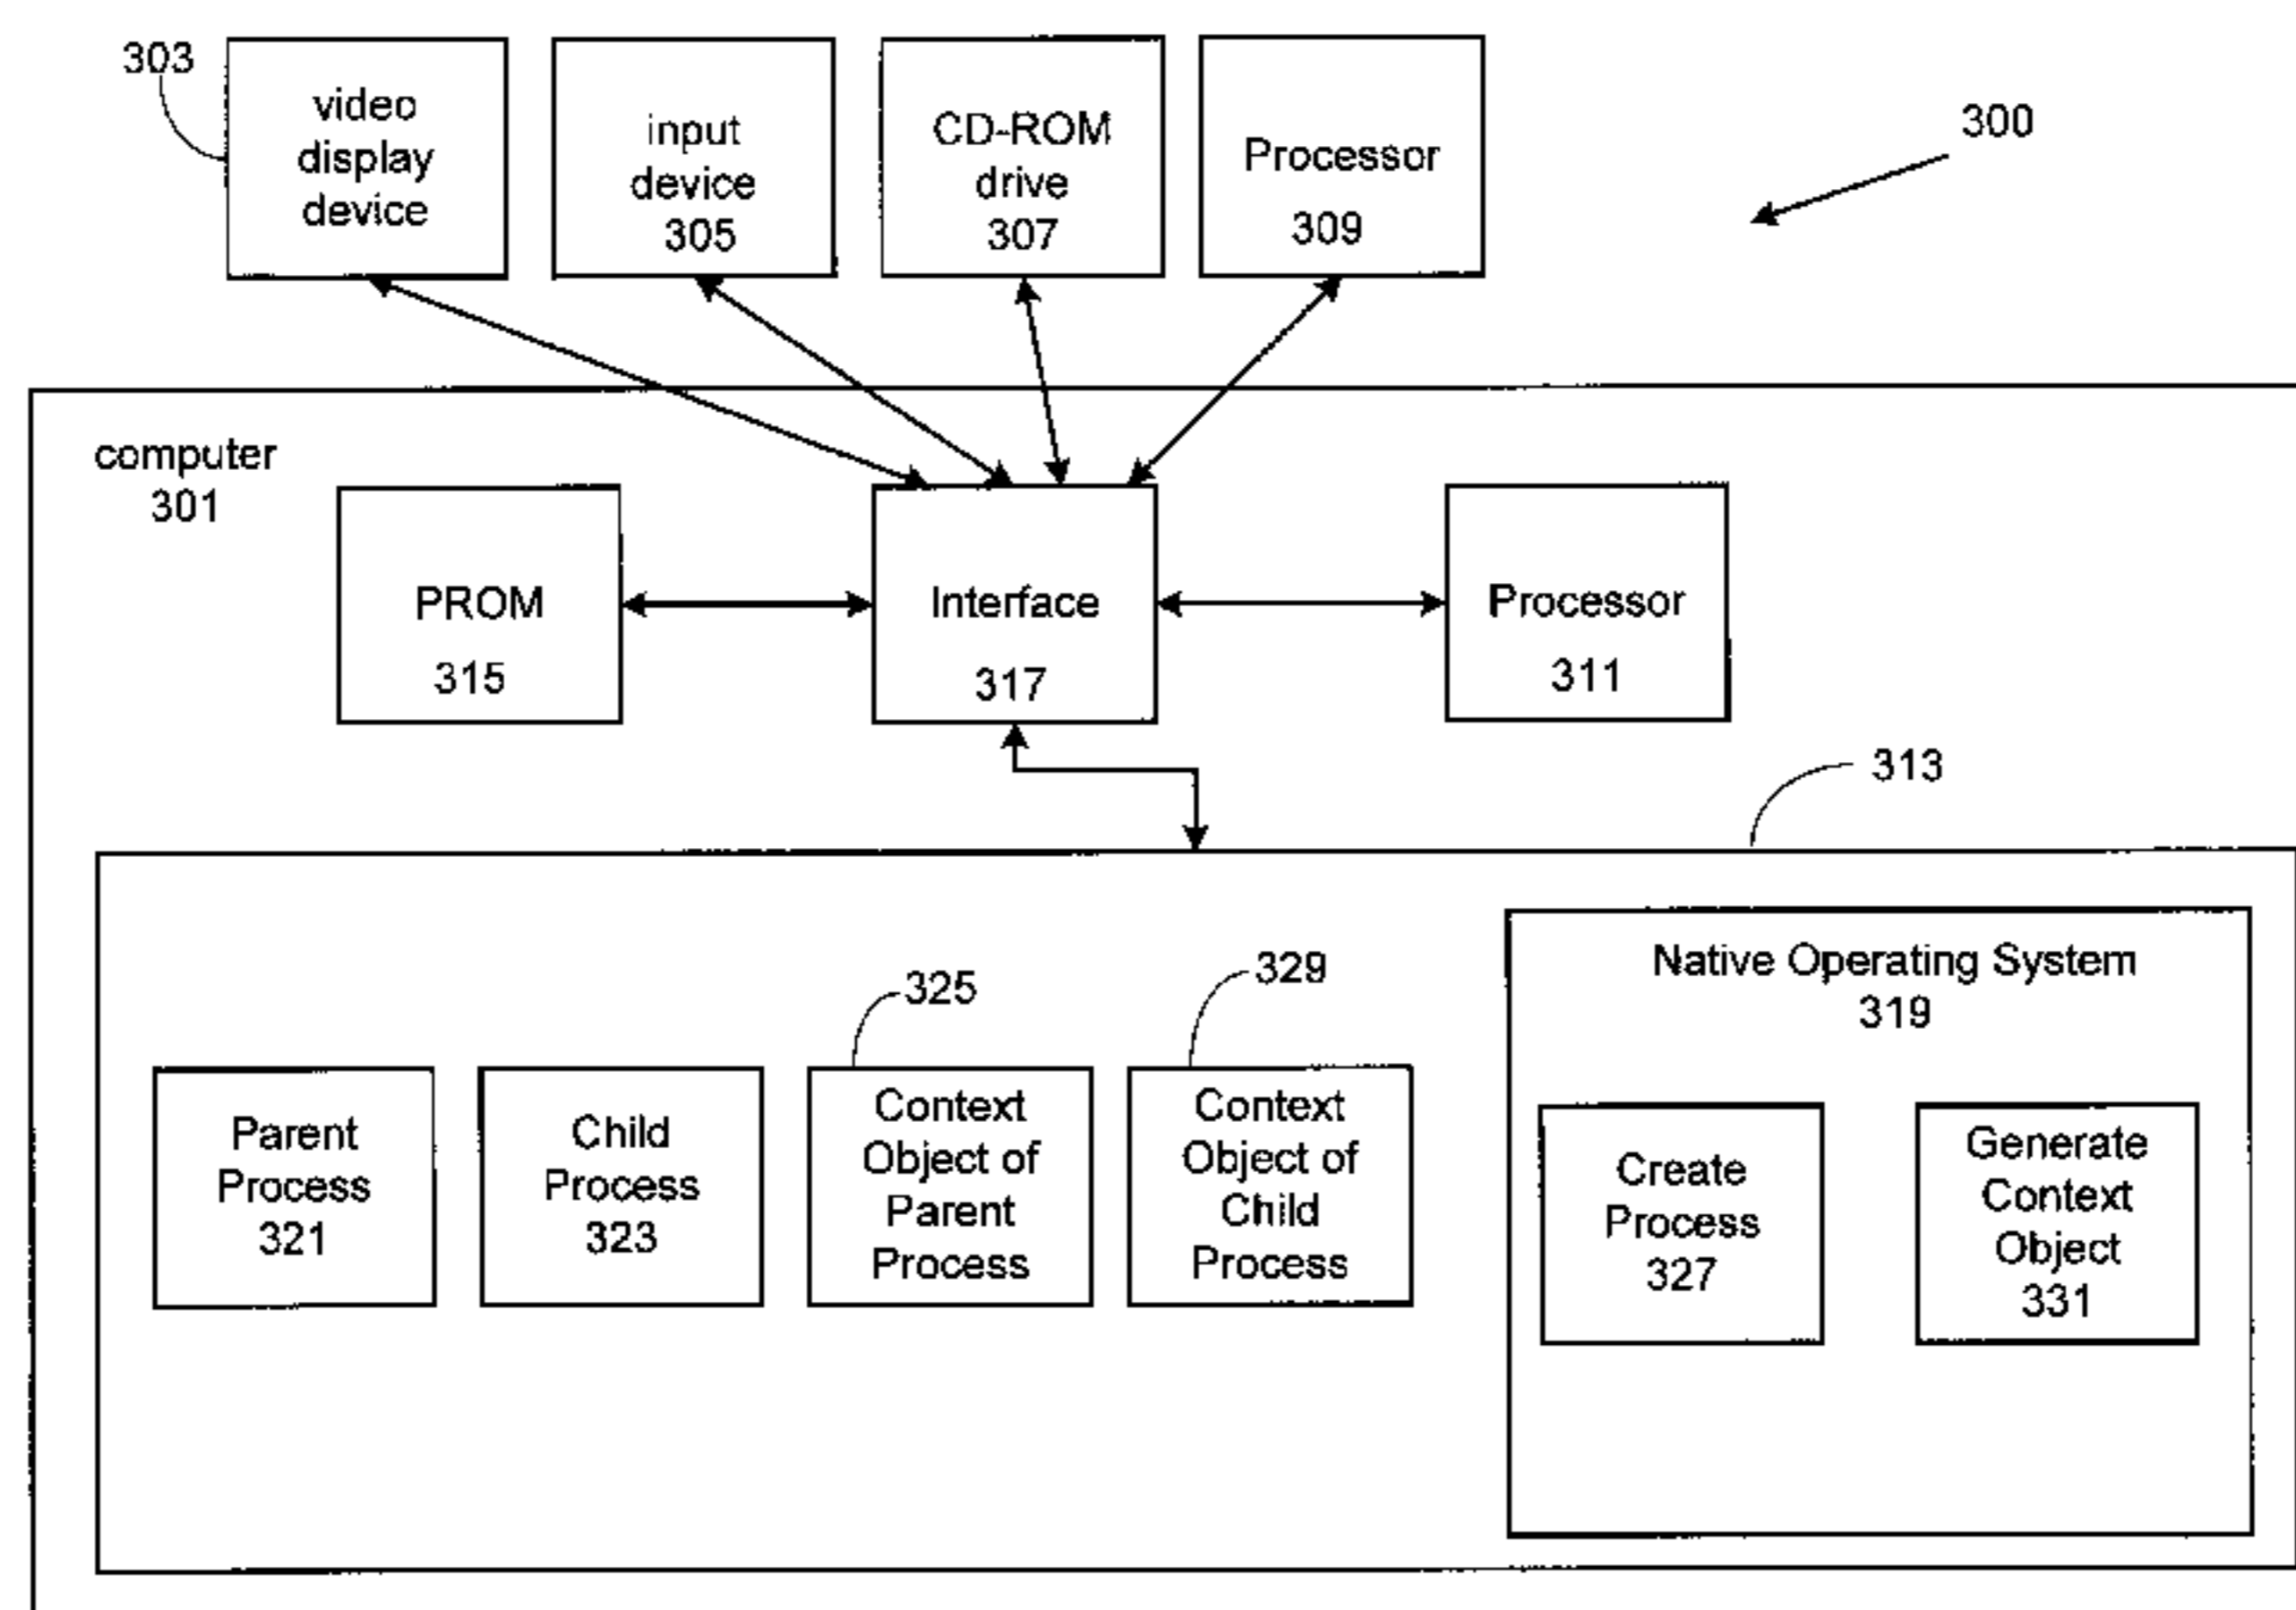 303
video
display
device
input
device
305
CD-ROM
drive
307
Processor
309
300
computer
301
PROM
315
Interface
317
Processor
311
313
325
329
Native Operating System
319
Parent
Process
321
Child
Process
323
Context
Object of
Parent
Process
Context
Object of
Child
Process
Create
Process
327
Generate
Context
Object
331